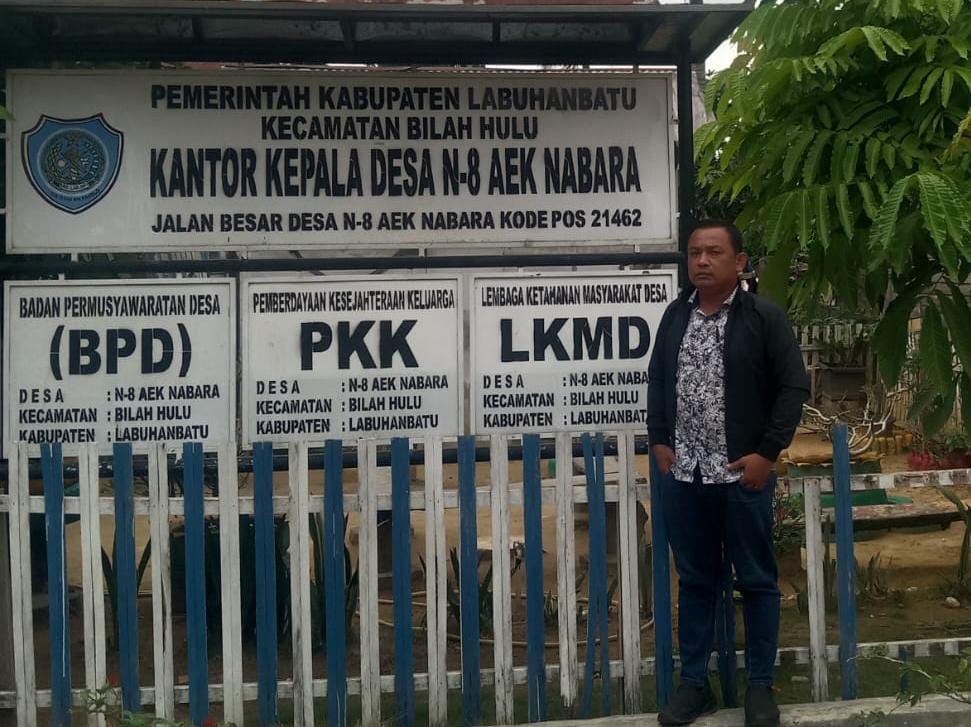 PEMERINTAH KABUPATEN LABUHANBATU
KECAMATAN BILAH HULU
KANTOR KEPALA DESA N-8 AEK NABARA
JALAN BESAR DESA N-8 AEK NABARA KODE POS 21462
BADAN PERMUSYAWARATAN DESA
(BPD)
DESA : N-8 AEK NABARA
KECAMATAN : BILAH HULU
KABUPATEN : LABUHANBATU
PEMBERDAYAAN KESEJAHTERAAN KELUARGA
PKK
DESA : N-8 AEK NABARA
KECAMATAN : BILAH HULU
KABUPATEN : LABUHANBATU
LEMBAGA KETAHANAN MASYARAKAT DESA
LKMD
DESA : N-8 AEK NABA
KECAMATAN : BILAH HULU
KABUPATEN : LABUHANBAT